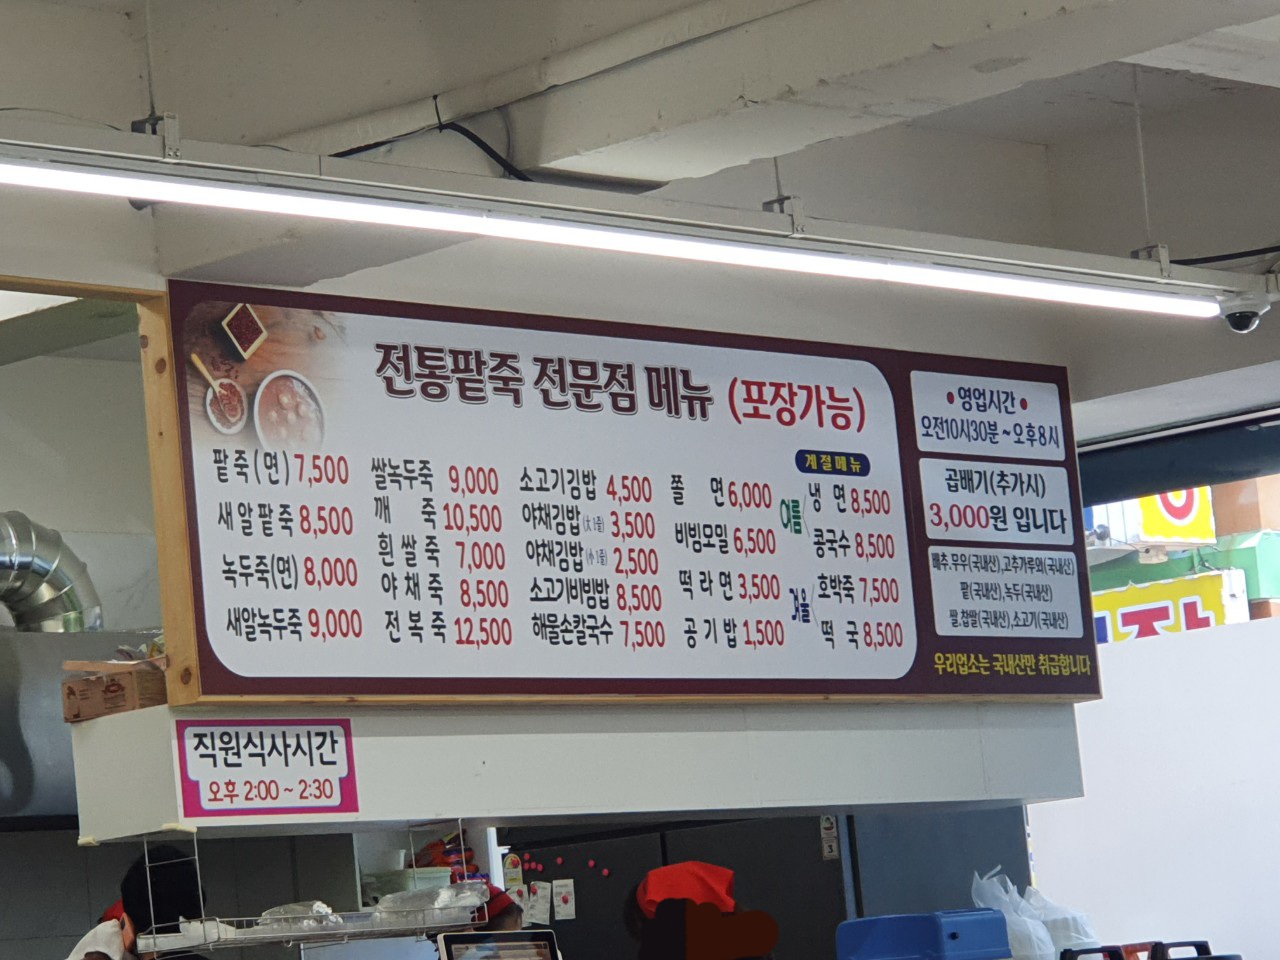 전통팥죽 전문점 메뉴 (포장가능)
팥죽(면) 7,500
새알팥죽 8,500
녹두죽(면) 8,000
새알녹두죽 9,000
쌀녹두죽 9,000
깨 죽 10,500
흰쌀죽 7,000
야채죽 8,500
전복죽 12,500
소고기김밥 4,500
야채김밥(大1줄) 3,500
야채김밥(小1줄) 2,500
소고기비빔밥 8,500
해물손칼국수 7,500
쫄 면 6,000
비빔모밀 6,500
떡라면 3,500
공기밥 1,500
계절메뉴
여름
냉면 8,500
콩국수 8,500
겨울
호박죽 7,500
떡국 8,500
•영업시간•
오전10시30분~오후8시
곱배기(추가시)
3,000원 입니다
배추.무우(국내산),고추가루외(국내산)
팥(국내산),녹두(국내산)
쌀.찹쌀(국내산),소고기(국내산)
우리업소는 국내산만 취급합니다
직원식사시간
오후 2:00 ~ 2:30